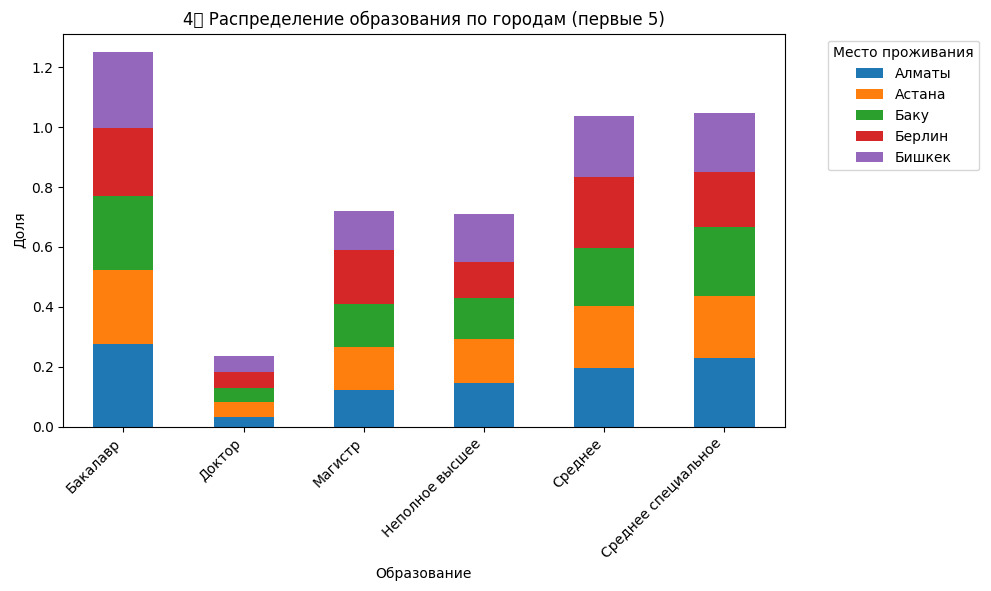 4▯ Распределение образования по городам (первые 5)
Доля
1.2
1.0
0.8
0.6
0.4
0.2
0.0
Бакалавр
Доктор
Магистр
Неполное высшее
Среднее
Среднее специальное
Образование
Место проживания
Алматы
Астана
Баку
Берлин
Бишкек